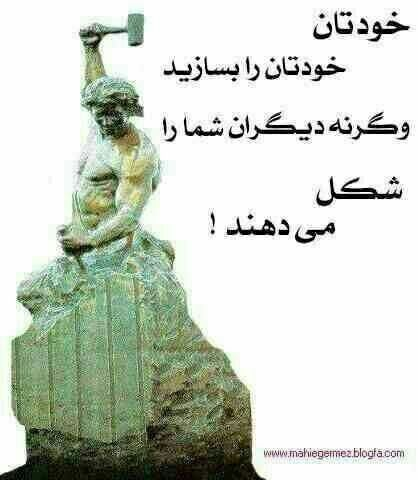 خودتان
خودتان را بسازید
وگرنه دیگران شما را
شکل
می دهند !
www.mahiegermez.blogfa.com